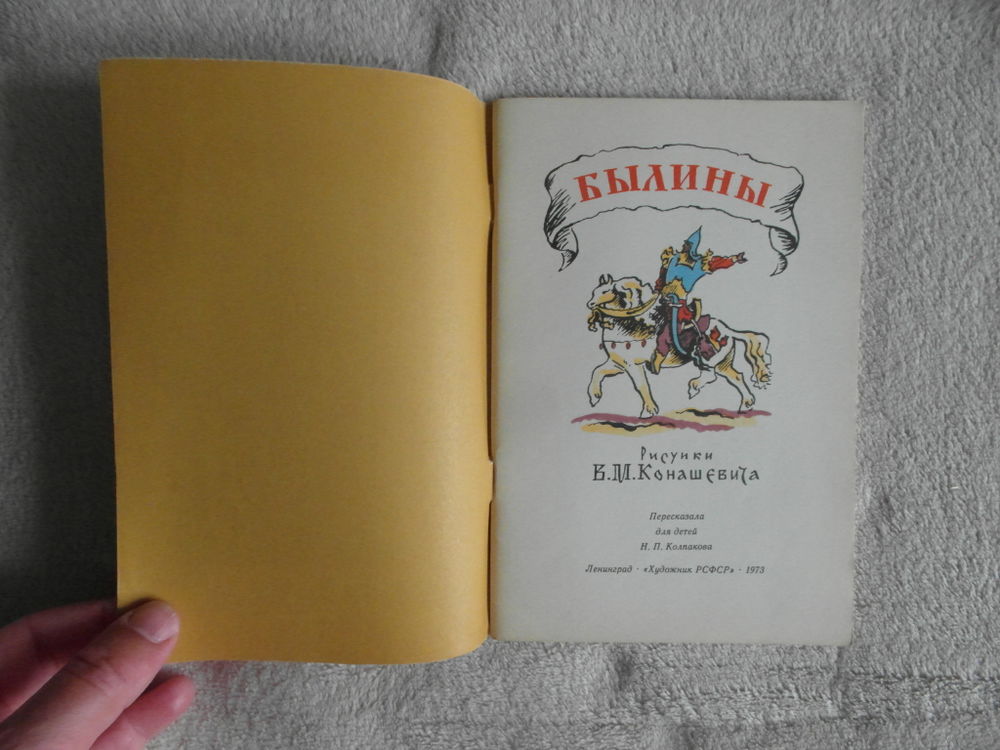 БЫЛИНЫ
Рисунки
В.М.Конашевича
Пересказала
для детей
Н. П. Колпакова
Ленинград · «Художник РСФСР» · 1973